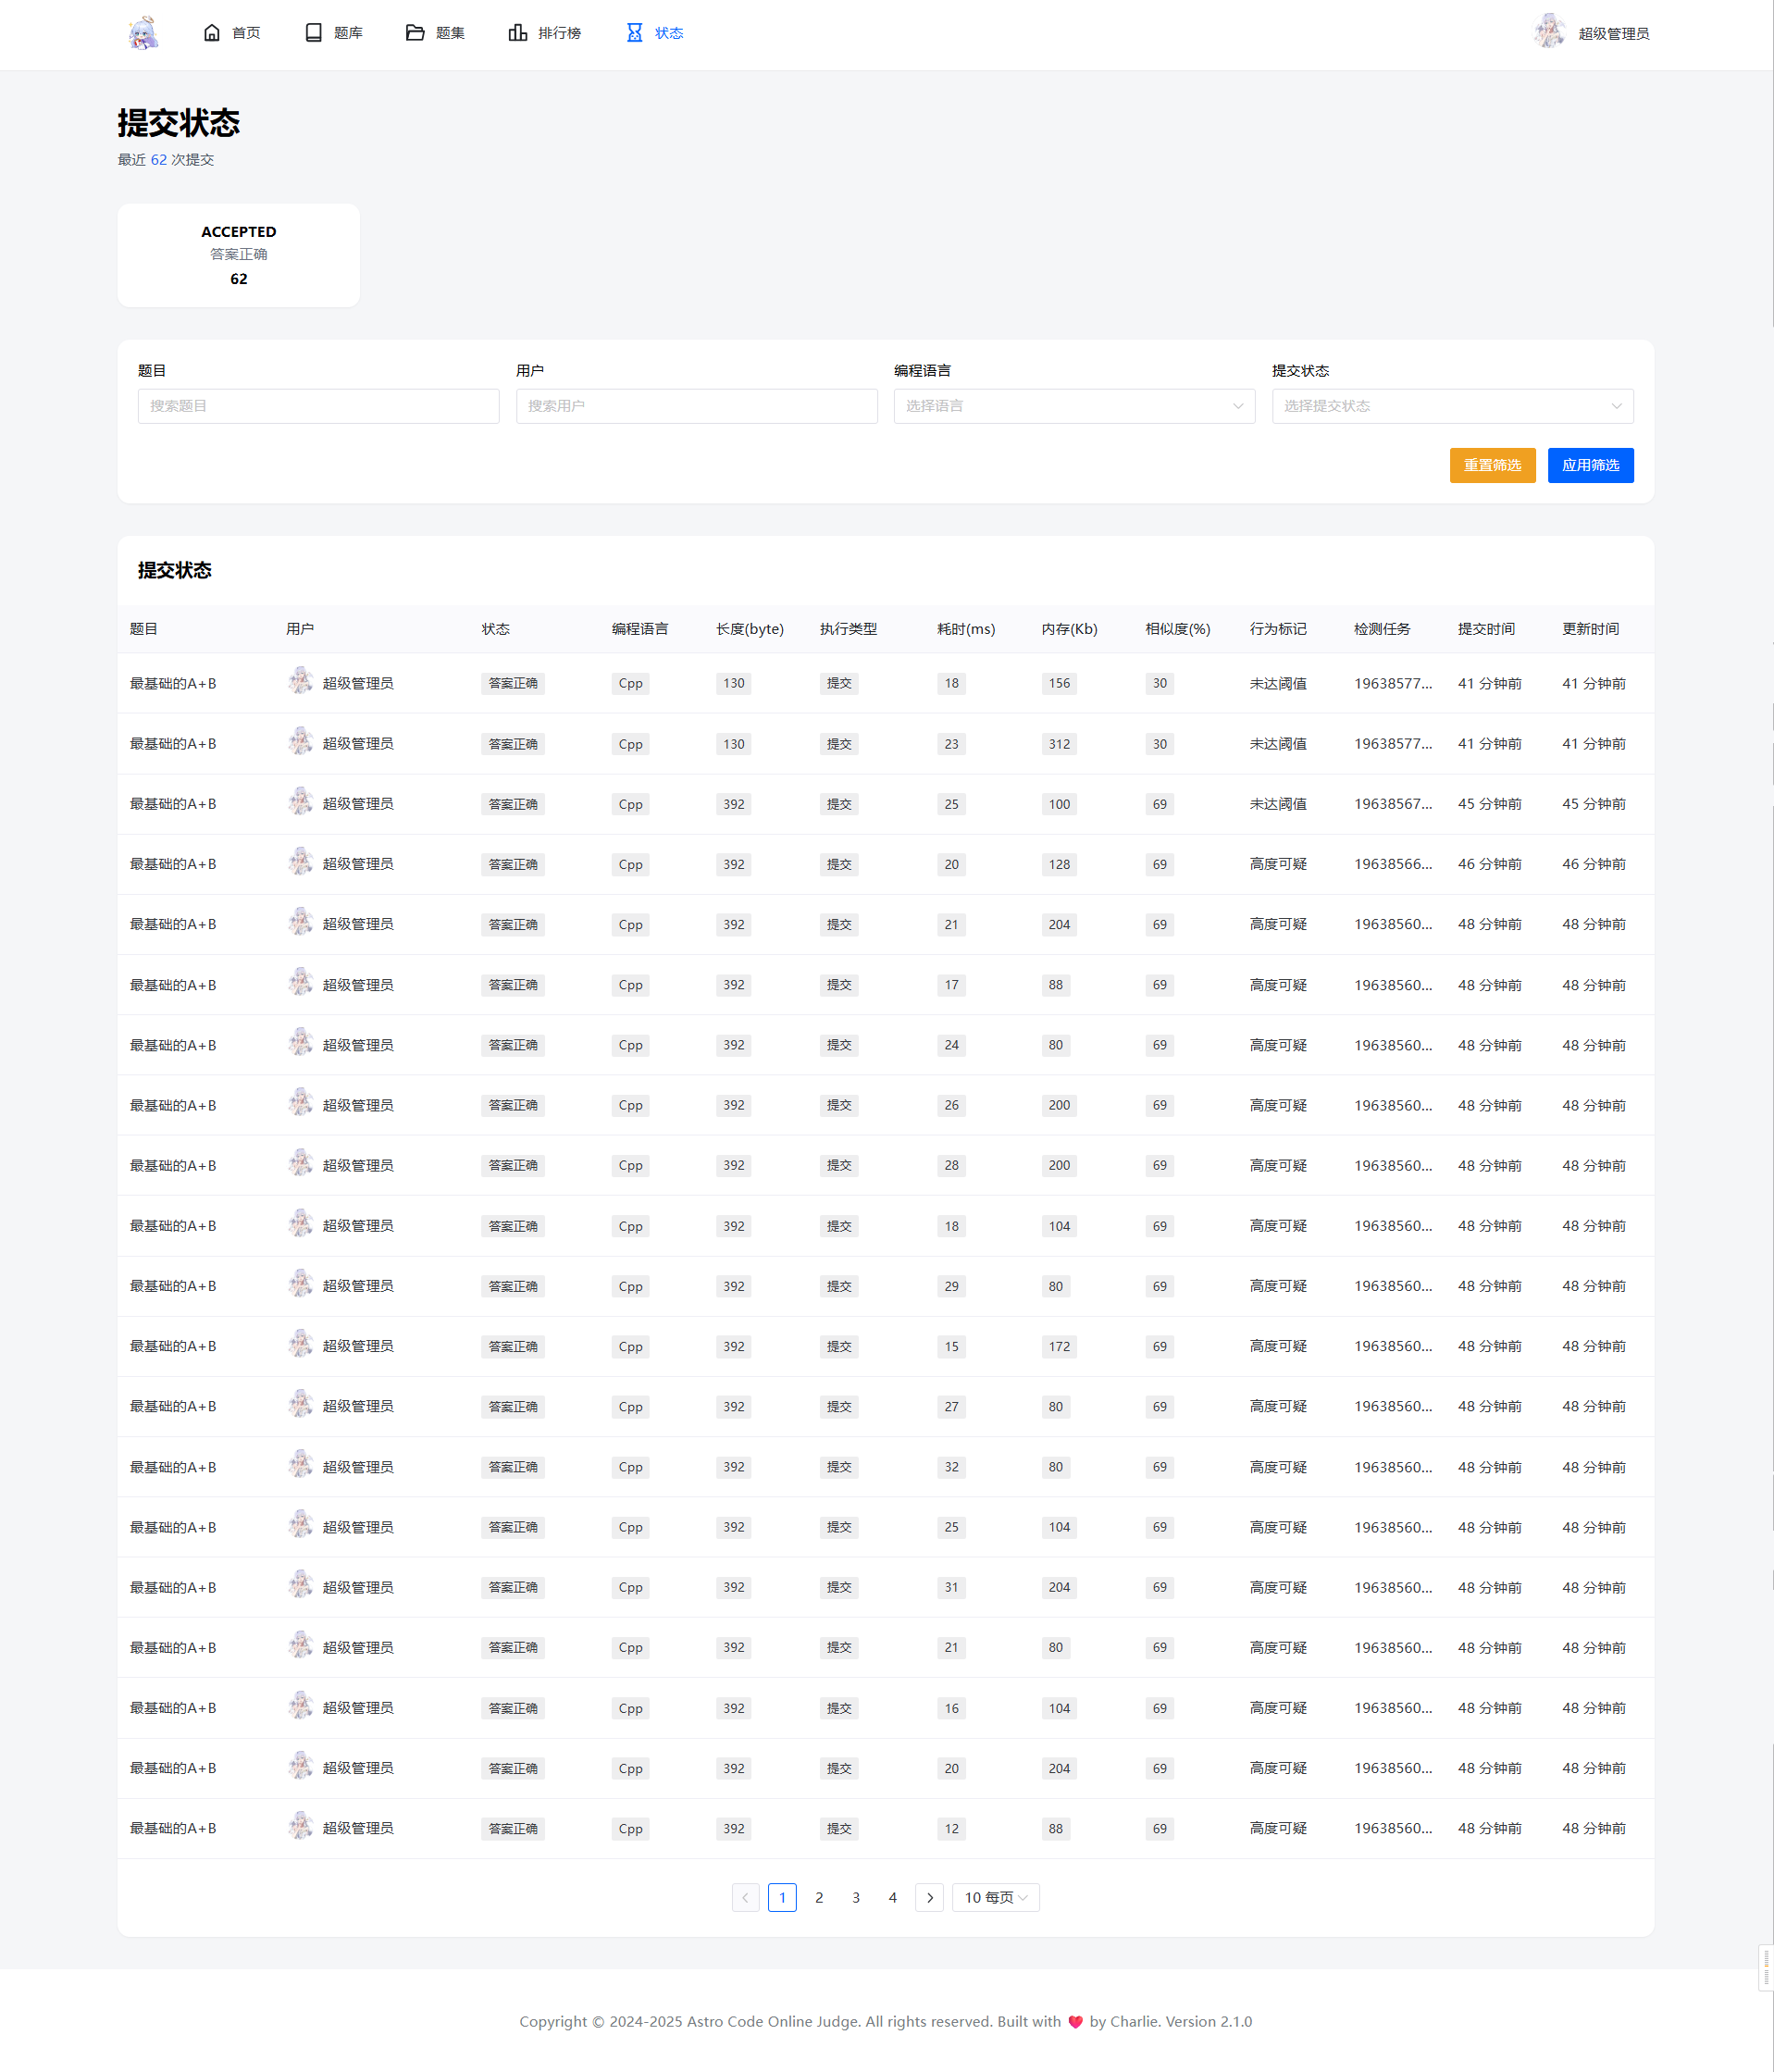 首页 题库 题集 排行榜 状态 超级管理员
提交状态
最近 62 次提交
ACCEPTED
答案正确
62
题目 用户 编程语言 提交状态
搜索题目 搜索用户 选择语言 选择提交状态
重置筛选 应用筛选
提交状态
题目 用户 状态 编程语言 长度(byte) 执行类型 耗时(ms) 内存(Kb) 相似度(%) 行为标记 检测任务 提交时间 更新时间
最基础的A+B 超级管理员 答案正确 Cpp 130 提交 18 156 30 未达阈值 19638577... 41 分钟前 41 分钟前
最基础的A+B 超级管理员 答案正确 Cpp 130 提交 23 312 30 未达阈值 19638577... 41 分钟前 41 分钟前
最基础的A+B 超级管理员 答案正确 Cpp 392 提交 25 100 69 未达阈值 19638567... 45 分钟前 45 分钟前
最基础的A+B 超级管理员 答案正确 Cpp 392 提交 20 128 69 高度可疑 19638566... 46 分钟前 46 分钟前
最基础的A+B 超级管理员 答案正确 Cpp 392 提交 21 204 69 高度可疑 19638560... 48 分钟前 48 分钟前
最基础的A+B 超级管理员 答案正确 Cpp 392 提交 17 88 69 高度可疑 19638560... 48 分钟前 48 分钟前
最基础的A+B 超级管理员 答案正确 Cpp 392 提交 24 80 69 高度可疑 19638560... 48 分钟前 48 分钟前
最基础的A+B 超级管理员 答案正确 Cpp 392 提交 26 200 69 高度可疑 19638560... 48 分钟前 48 分钟前
最基础的A+B 超级管理员 答案正确 Cpp 392 提交 28 200 69 高度可疑 19638560... 48 分钟前 48 分钟前
最基础的A+B 超级管理员 答案正确 Cpp 392 提交 18 104 69 高度可疑 19638560... 48 分钟前 48 分钟前
最基础的A+B 超级管理员 答案正确 Cpp 392 提交 29 80 69 高度可疑 19638560... 48 分钟前 48 分钟前
最基础的A+B 超级管理员 答案正确 Cpp 392 提交 15 172 69 高度可疑 19638560... 48 分钟前 48 分钟前
最基础的A+B 超级管理员 答案正确 Cpp 392 提交 27 80 69 高度可疑 19638560... 48 分钟前 48 分钟前
最基础的A+B 超级管理员 答案正确 Cpp 392 提交 32 80 69 高度可疑 19638560... 48 分钟前 48 分钟前
最基础的A+B 超级管理员 答案正确 Cpp 392 提交 25 104 69 高度可疑 19638560... 48 分钟前 48 分钟前
最基础的A+B 超级管理员 答案正确 Cpp 392 提交 31 204 69 高度可疑 19638560... 48 分钟前 48 分钟前
最基础的A+B 超级管理员 答案正确 Cpp 392 提交 21 80 69 高度可疑 19638560... 48 分钟前 48 分钟前
最基础的A+B 超级管理员 答案正确 Cpp 392 提交 16 104 69 高度可疑 19638560... 48 分钟前 48 分钟前
最基础的A+B 超级管理员 答案正确 Cpp 392 提交 20 204 69 高度可疑 19638560... 48 分钟前 48 分钟前
最基础的A+B 超级管理员 答案正确 Cpp 392 提交 12 88 69 高度可疑 19638560... 48 分钟前 48 分钟前
1 2 3 4 10 每页
Copyright © 2024-2025 Astro Code Online Judge. All rights reserved. Built with ❤ by Charlie. Version 2.1.0